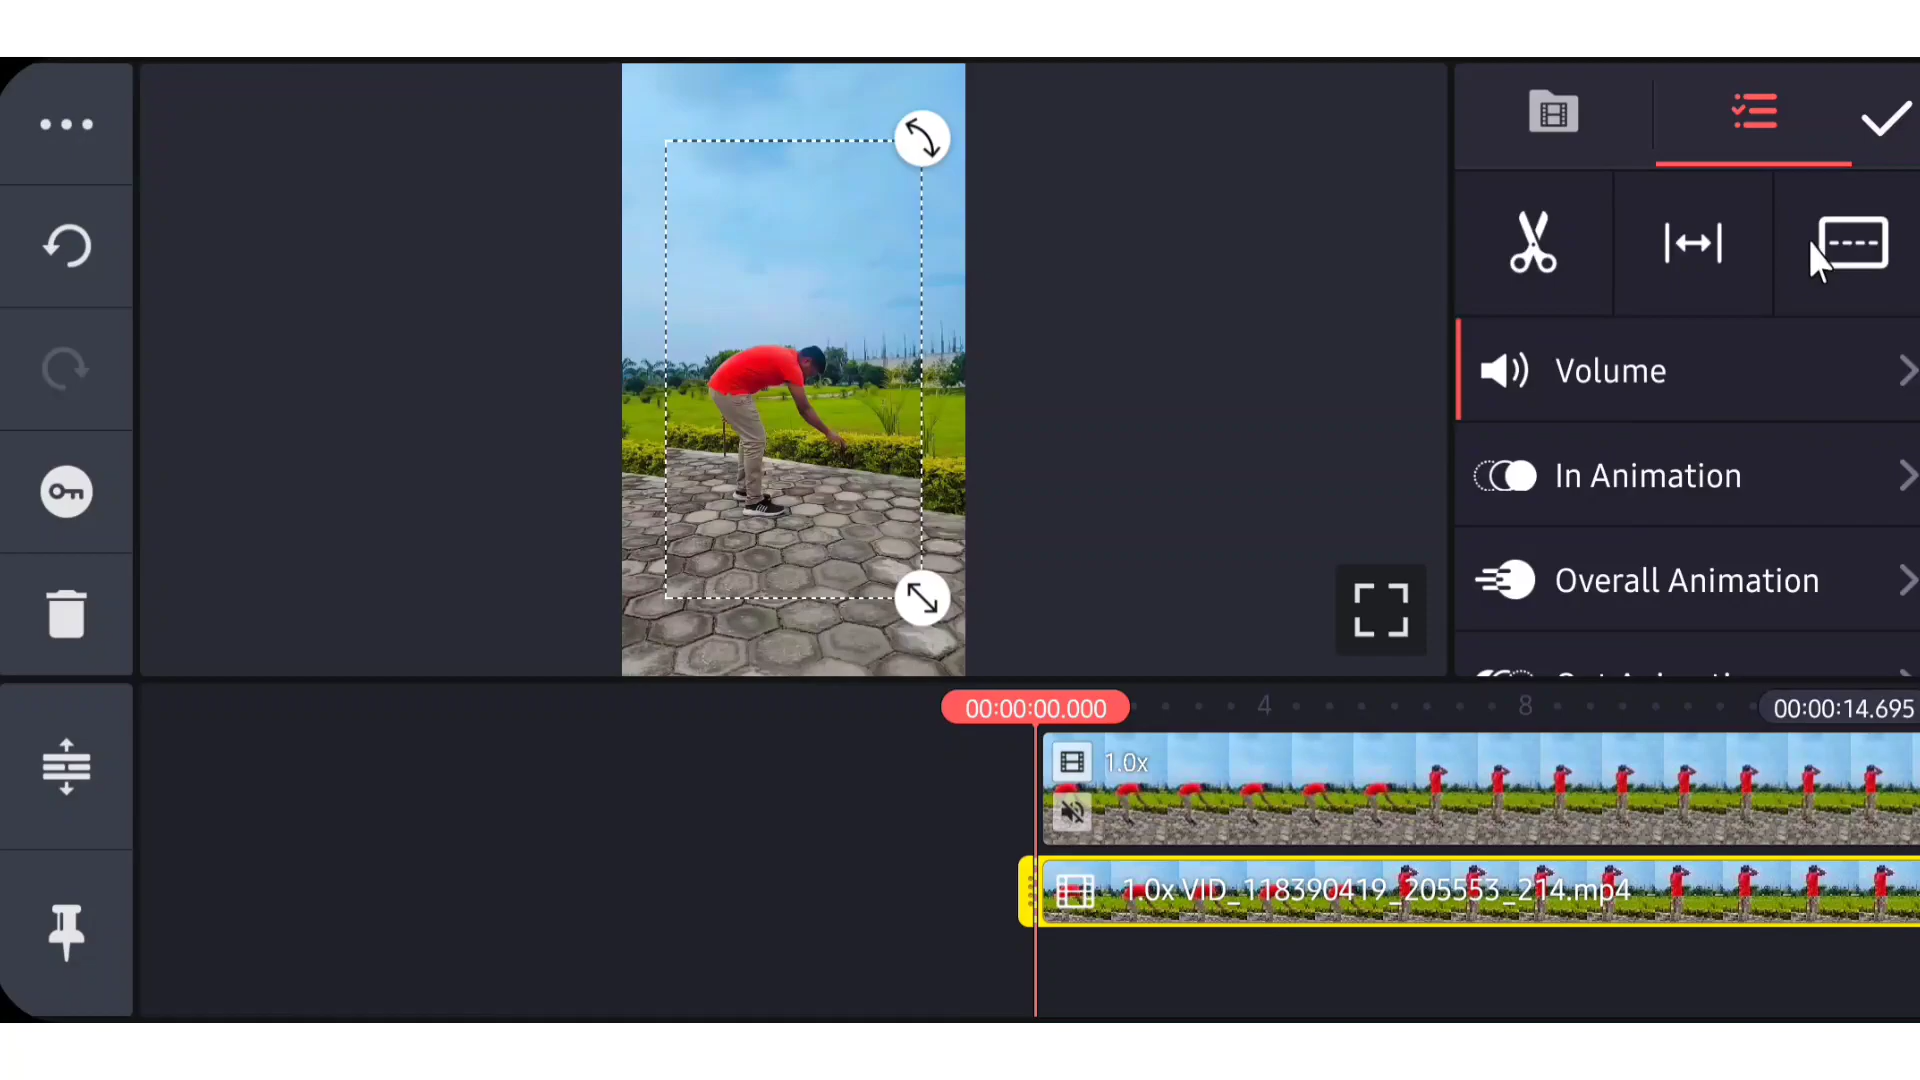 Volume
In Animation
Overall Animation
00:00:00.000
4
8
00:00:14.695
1.0x
1.0x VID_118390419_205553_214.mp4